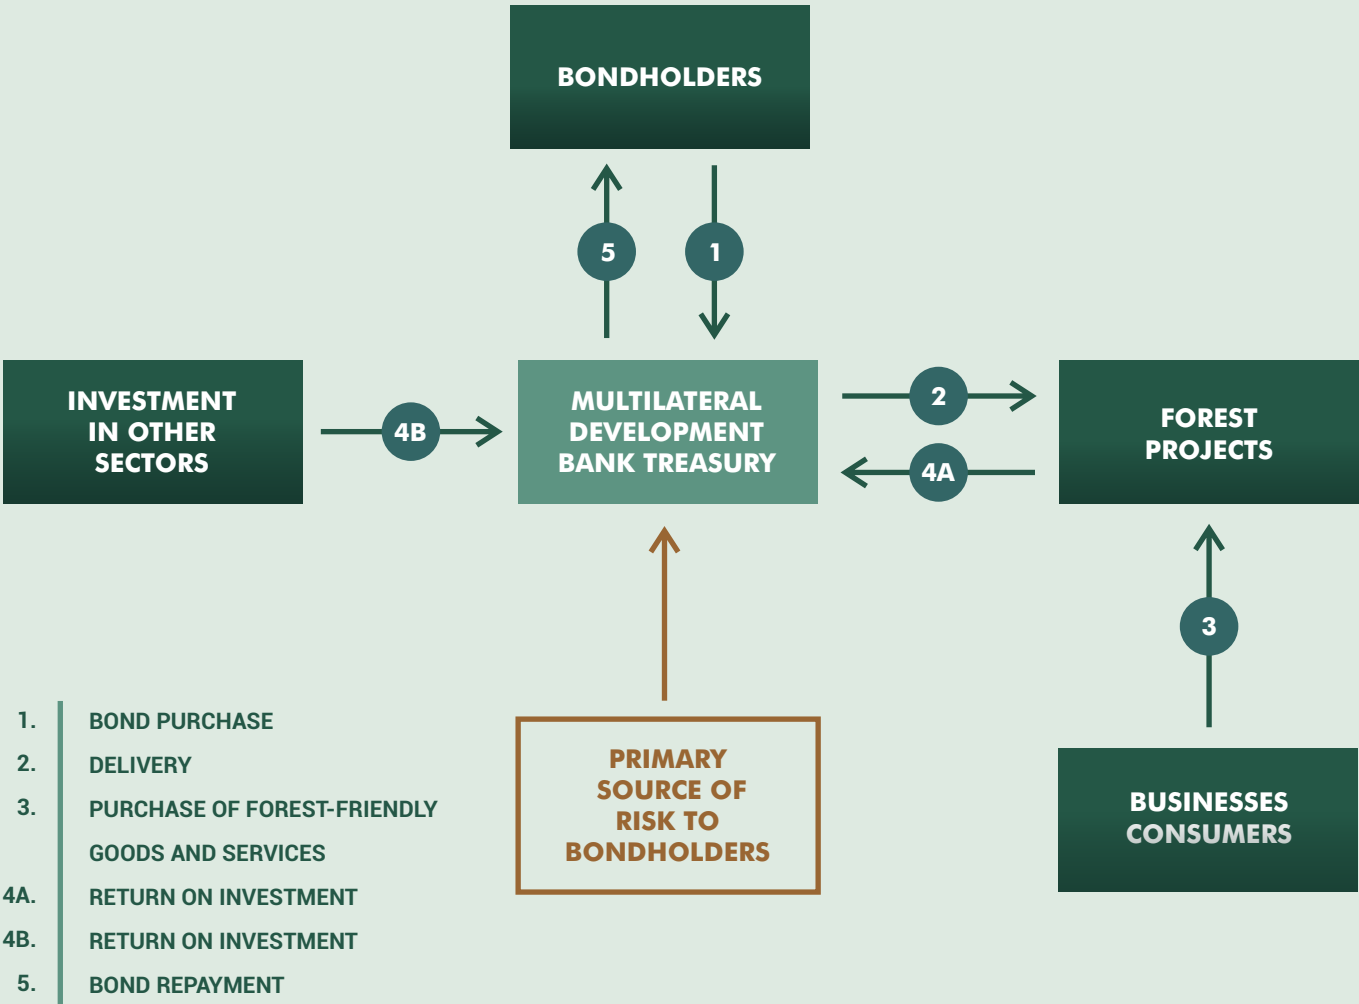 BONDHOLDERS
5
1
INVESTMENT
IN OTHER
SECTORS
4B
MULTILATERAL
DEVELOPMENT
BANK TREASURY
2
4A
FOREST
PROJECTS
3
PRIMARY
SOURCE OF
RISK TO
BONDHOLDERS
BUSINESSES
CONSUMERS
1. BOND PURCHASE
2. DELIVERY
3. PURCHASE OF FOREST-FRIENDLY
GOODS AND SERVICES
4A. RETURN ON INVESTMENT
4B. RETURN ON INVESTMENT
5. BOND REPAYMENT